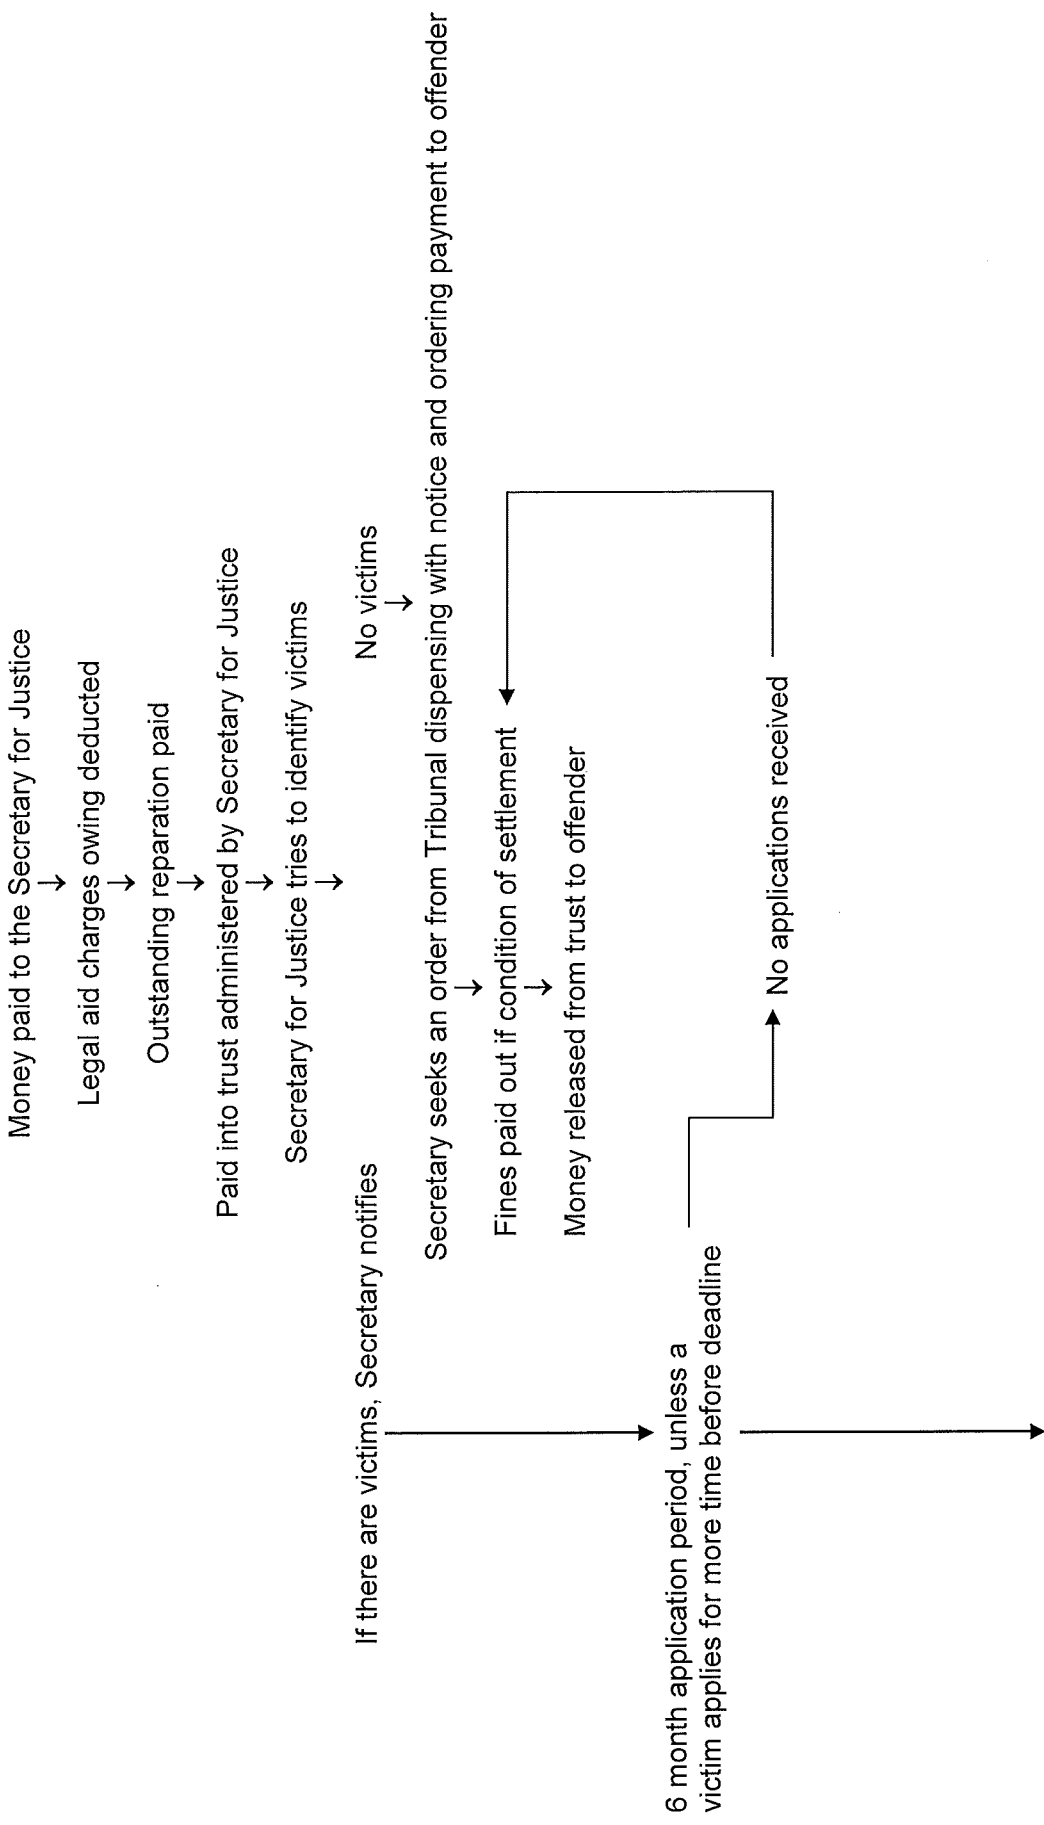 Money paid to the Secretary for Justice
↓
Legal aid charges owing deducted
↓
Outstanding reparation paid
↓
Paid into trust administered by Secretary for Justice
↓
Secretary for Justice tries to identify victims
↓
If there are victims, Secretary notifies
No victims
↓
Secretary seeks an order from Tribunal dispensing with notice and ordering payment to offender
↓
Fines paid out if condition of settlement
↓
Money released from trust to offender
6 month application period, unless a
victim applies for more time before deadline
No applications received